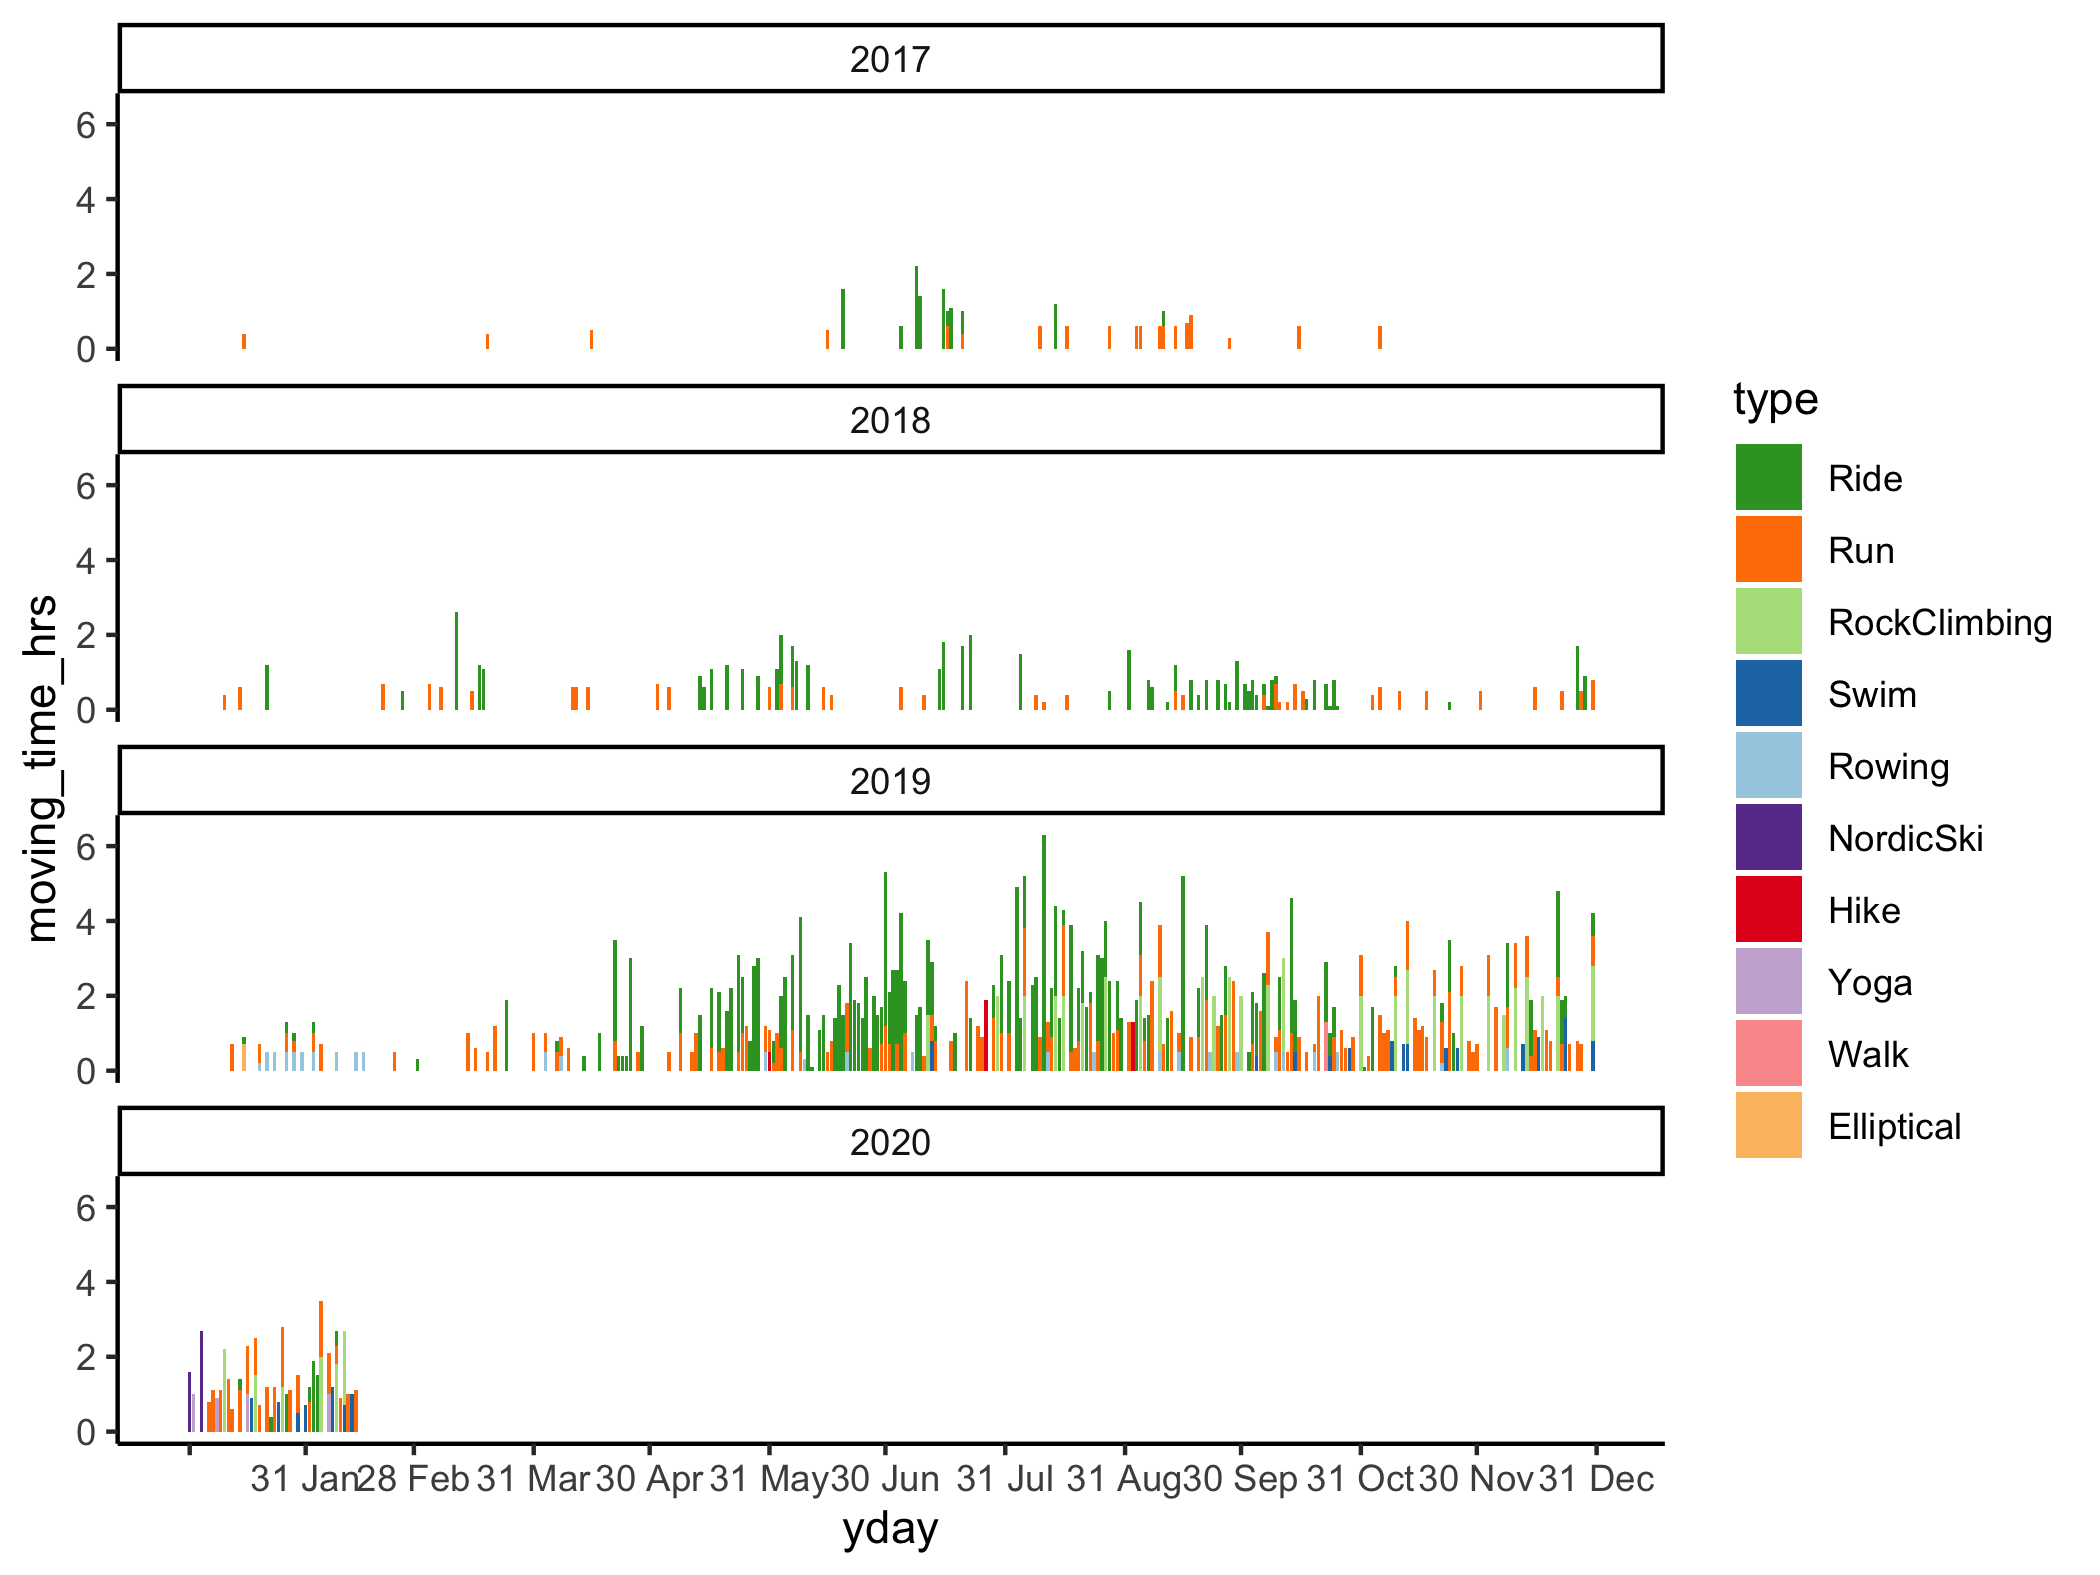 2017
6
4
2
0
2018
6
4
2
0
2019
6
4
2
0
2020
6
4
2
0
31 Jan 28 Feb 31 Mar 30 Apr 31 May 30 Jun 31 Jul 31 Aug 30 Sep 31 Oct 30 Nov 31 Dec
yday
moving_time_hrs
type
Ride
Run
RockClimbing
Swim
Rowing
NordicSki
Hike
Yoga
Walk
Elliptical